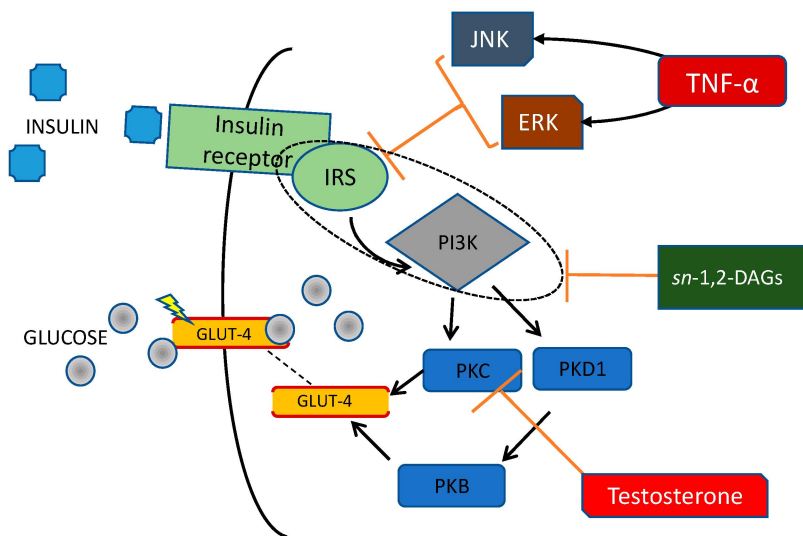 JNK
TNF-α
INSULIN
Insulin
receptor
ERK
IRS
PI3K
sn-1,2-DAGs
GLUCOSE
GLUT-4
PKC
PKD1
GLUT-4
PKB
Testosterone